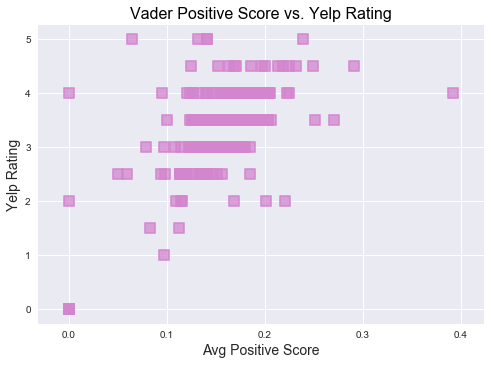 Vader Positive Score vs. Yelp Rating
Yelp Rating
5
4
3
2
1
0
0.0 0.1 0.2 0.3 0.4
Avg Positive Score